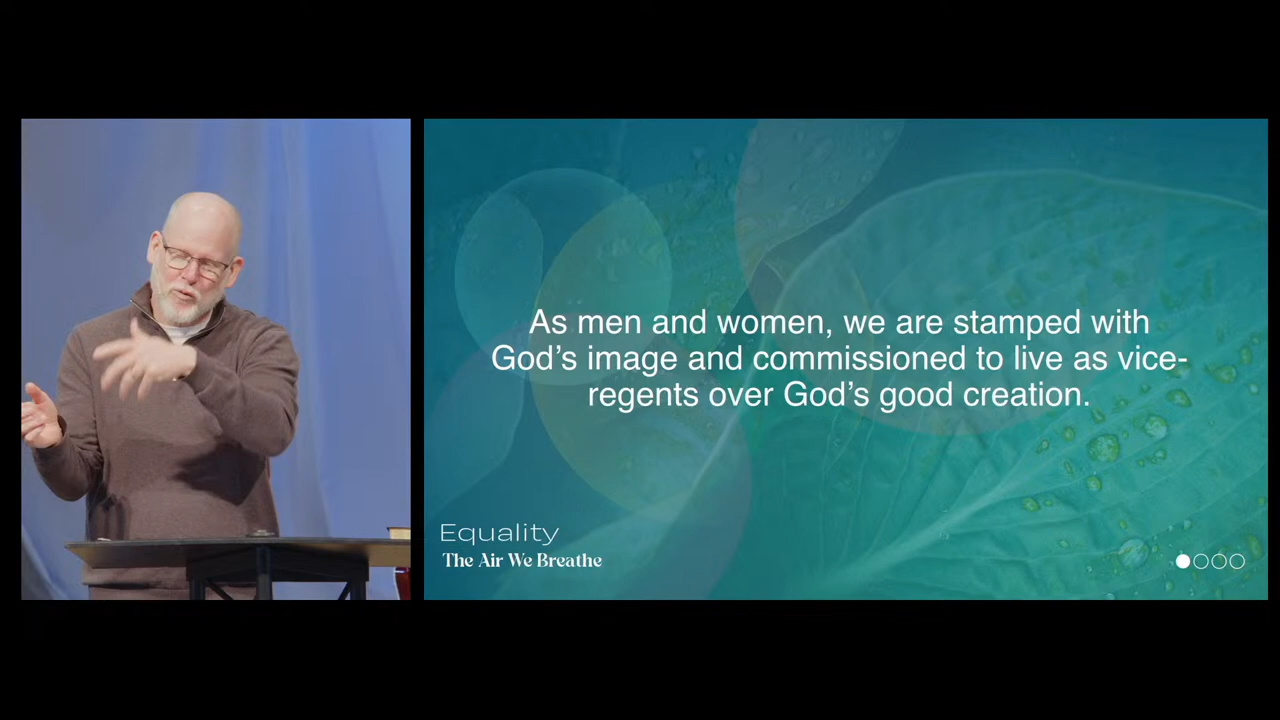 As men and women, we are stamped with
God’s image and commissioned to live as vice-
regents over God’s good creation.
Equality
The Air We Breathe